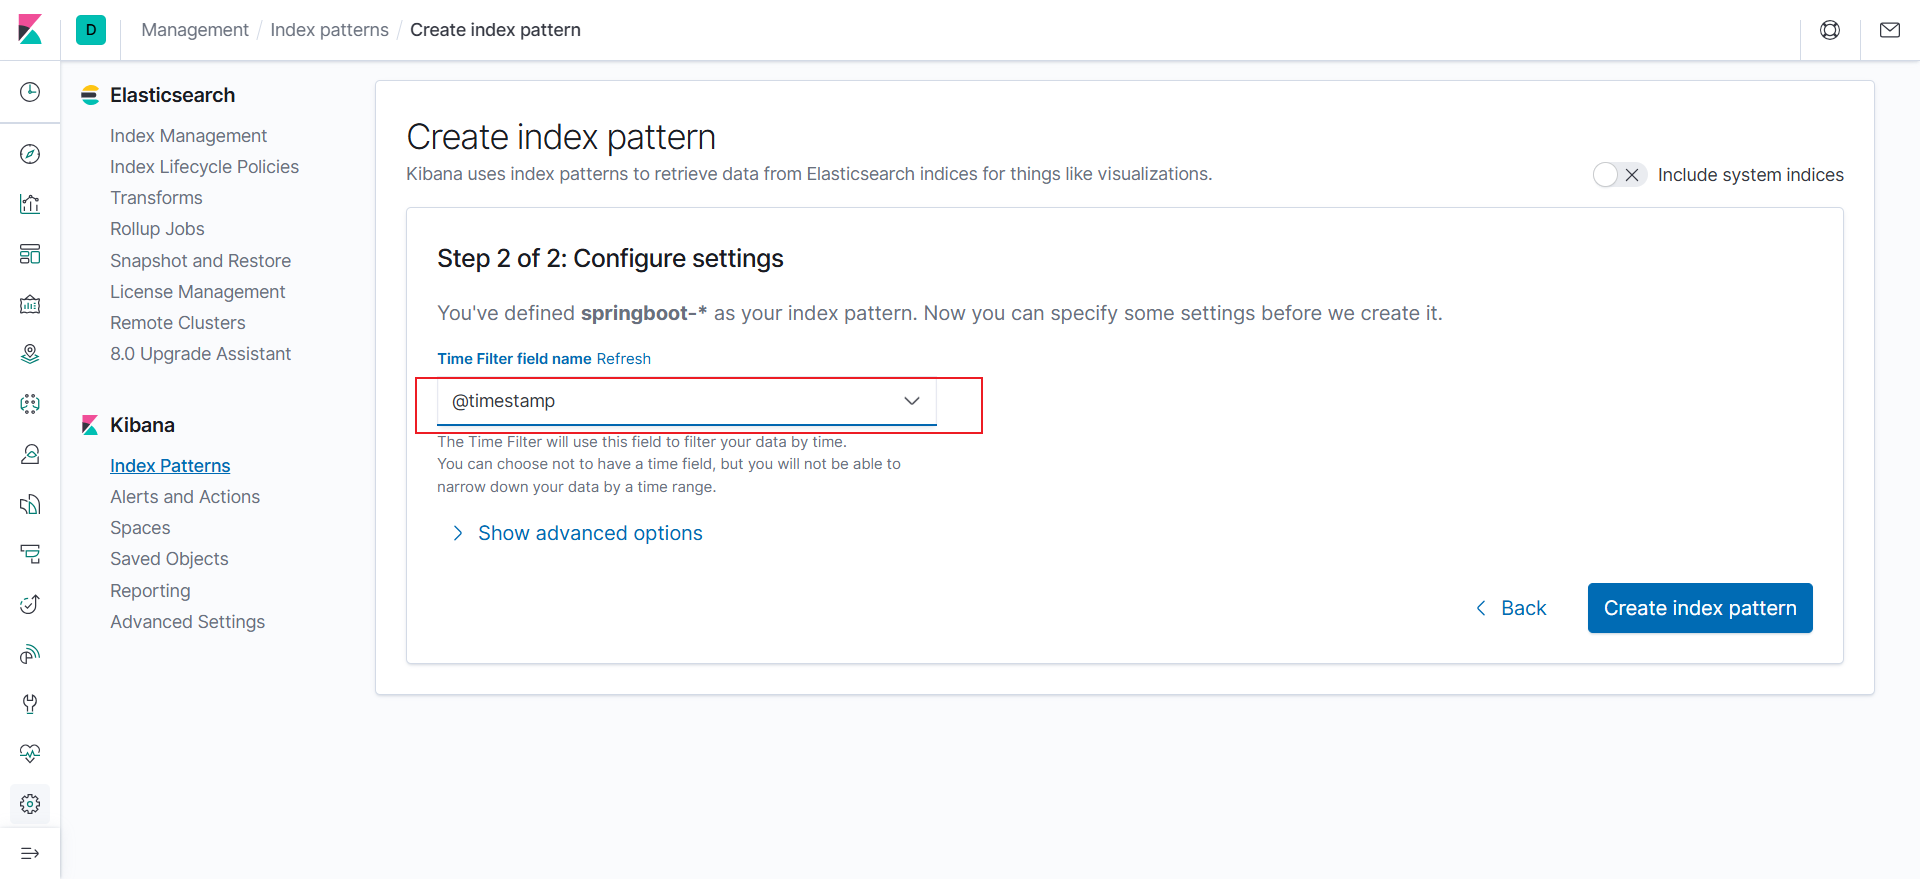 D
Management / Index patterns / Create index pattern
Elasticsearch
Index Management
Index Lifecycle Policies
Transforms
Rollup Jobs
Snapshot and Restore
License Management
Remote Clusters
8.0 Upgrade Assistant
Kibana
Index Patterns
Alerts and Actions
Spaces
Saved Objects
Reporting
Advanced Settings
Create index pattern
Kibana uses index patterns to retrieve data from Elasticsearch indices for things like visualizations.
Include system indices
Step 2 of 2: Configure settings
You've defined springboot-* as your index pattern. Now you can specify some settings before we create it.
Time Filter field name Refresh
@timestamp
The Time Filter will use this field to filter your data by time.
You can choose not to have a time field, but you will not be able to
narrow down your data by a time range.
Show advanced options
Back
Create index pattern